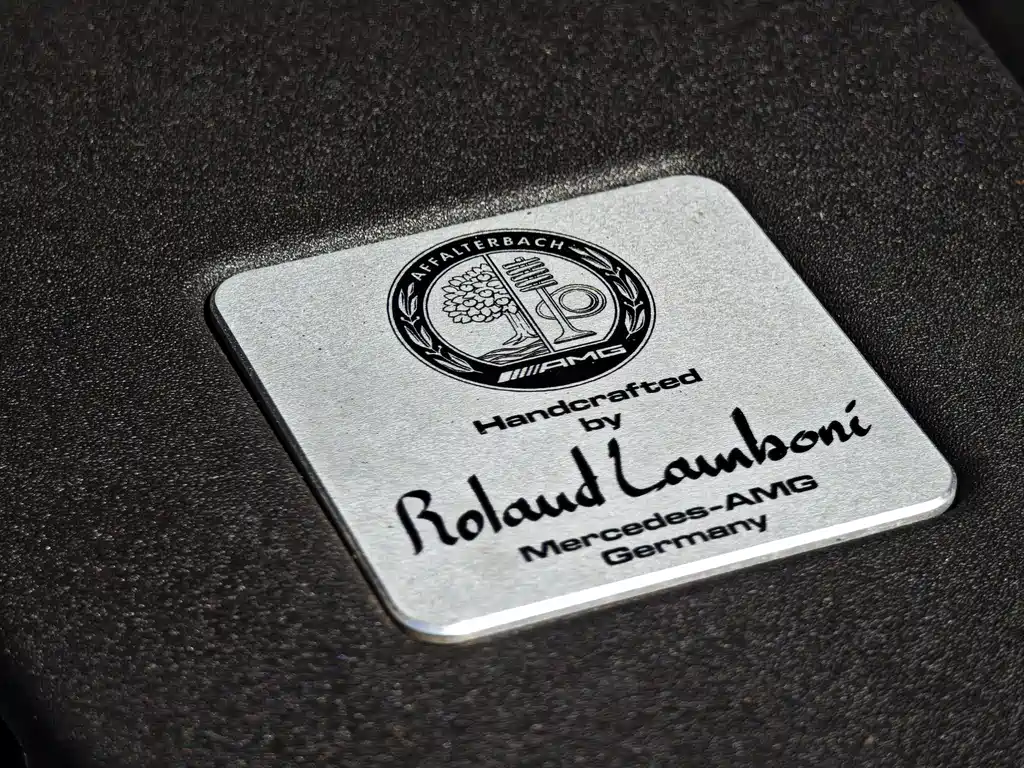 AFFALTERBACH
AMG
Handcrafted
by
Roland Lamboni
Mercedes-AMG
Germany